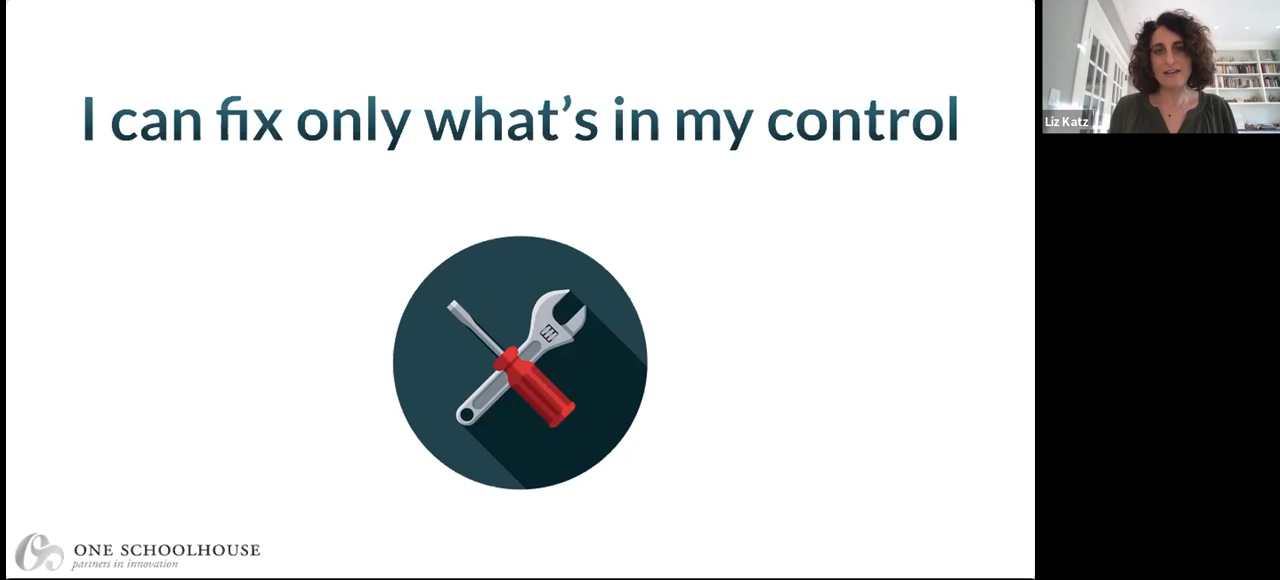 I can fix only what’s in my control
Liz Katz
ONE SCHOOLHOUSE
partners in innovation